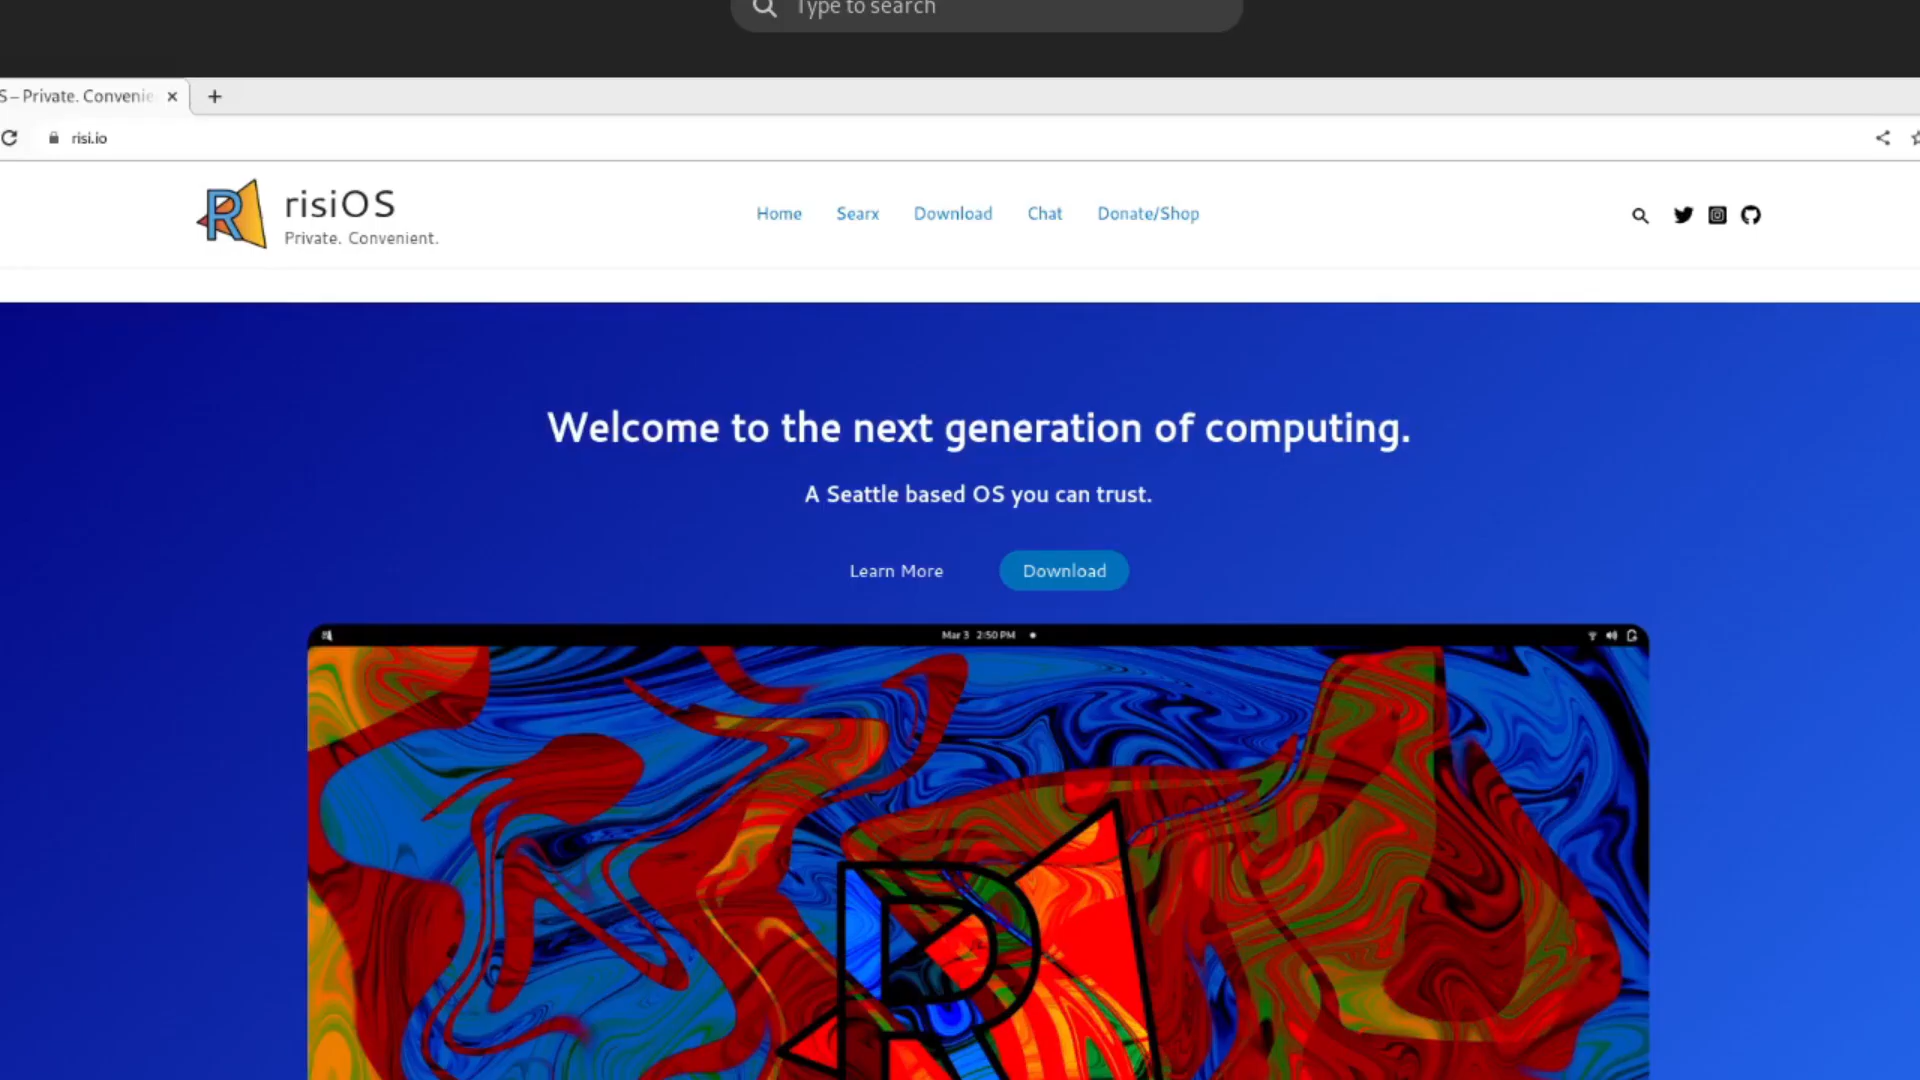 Type to search
S – Private. Convenie
risi.io
risiOS
Private. Convenient.
Home Searx Download Chat Donate/Shop
Welcome to the next generation of computing.
A Seattle based OS you can trust.
Learn More Download
Mar 3 2:50 PM
R